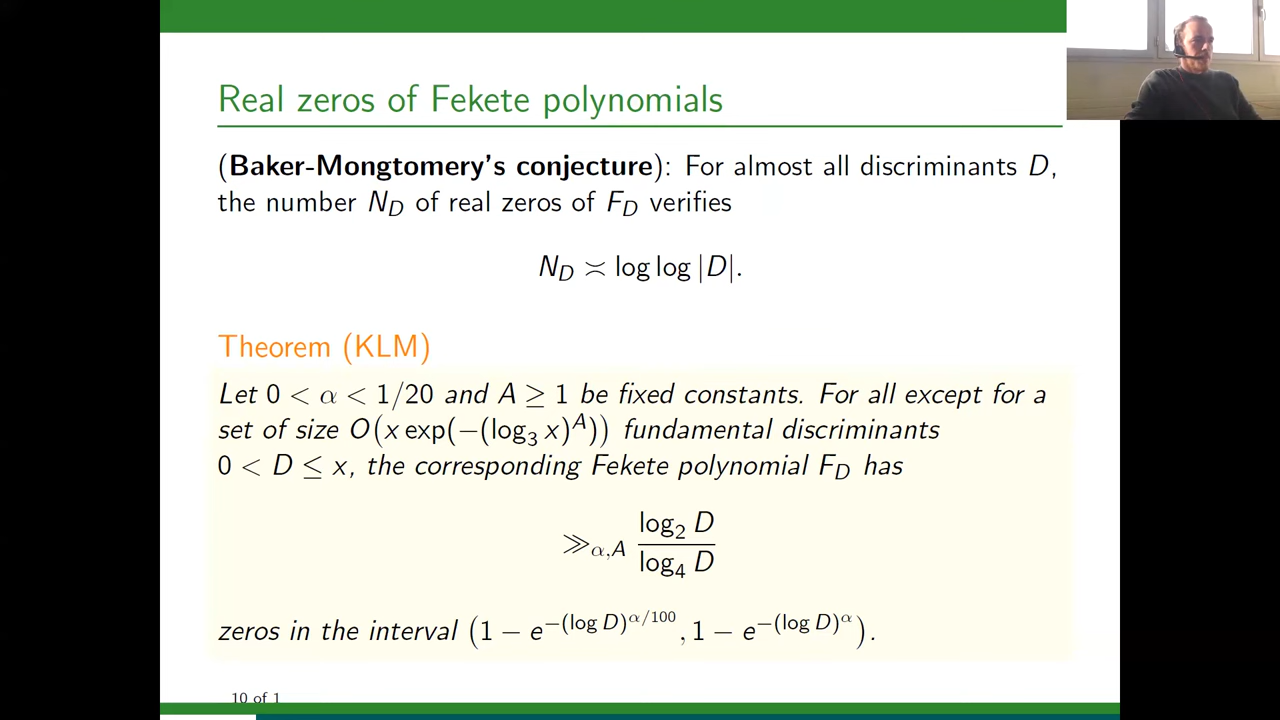 Real zeros of Fekete polynomials
(Baker-Mongtomery's conjecture): For almost all discriminants D,
the number N_D of real zeros of F_D verifies
N_D ≍ log log |D|.
Theorem (KLM)
Let 0 < α < 1/20 and A ≥ 1 be fixed constants. For all except for a
set of size O(x exp(−(log₃ x)^A)) fundamental discriminants
0 < D ≤ x, the corresponding Fekete polynomial F_D has
≫_{α,A} \frac{log₂ D}{log₄ D}
zeros in the interval (1 − e^{−(log D)^{α/100}}, 1 − e^{−(log D)^α}).
10 of 1